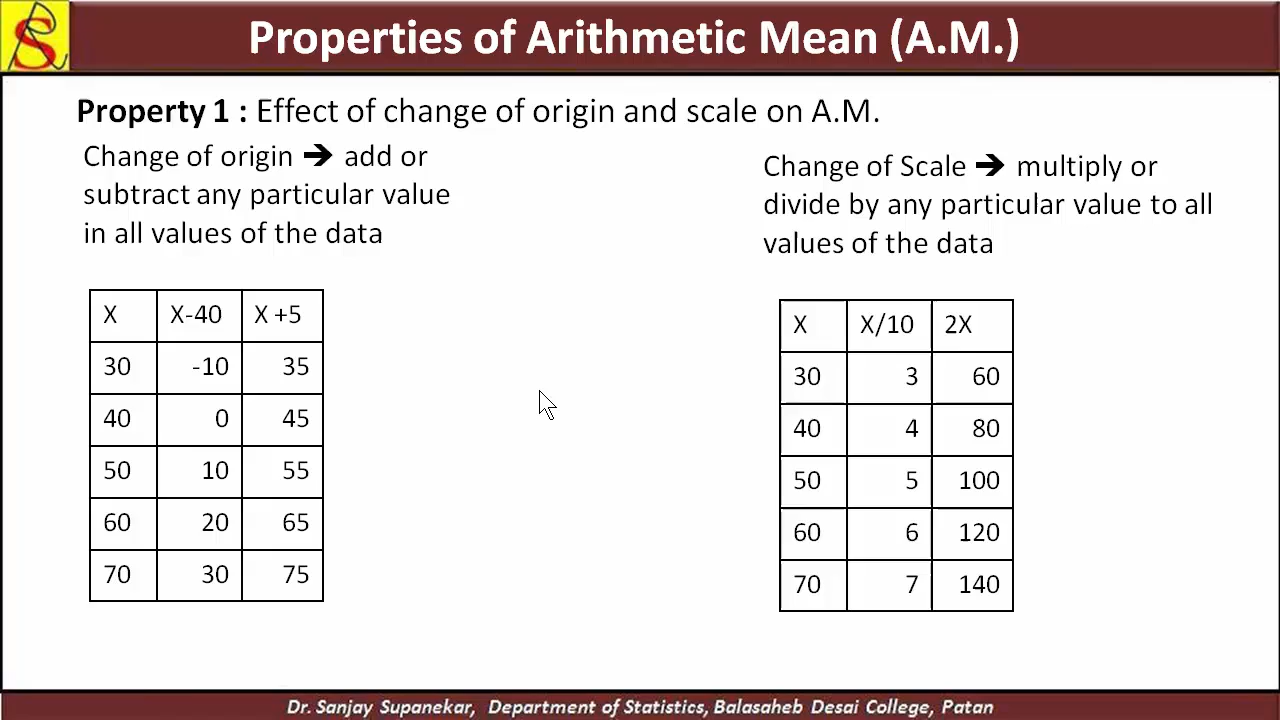 Properties of Arithmetic Mean (A.M.)
Property 1 : Effect of change of origin and scale on A.M.
Change of origin ➔ add or
subtract any particular value
in all values of the data
X X-40 X +5
30 -10 35
40 0 45
50 10 55
60 20 65
70 30 75
Change of Scale ➔ multiply or
divide by any particular value to all
values of the data
X X/10 2X
30 3 60
40 4 80
50 5 100
60 6 120
70 7 140
Dr. Sanjay Supanekar, Department of Statistics, Balasaheb Desai College, Patan